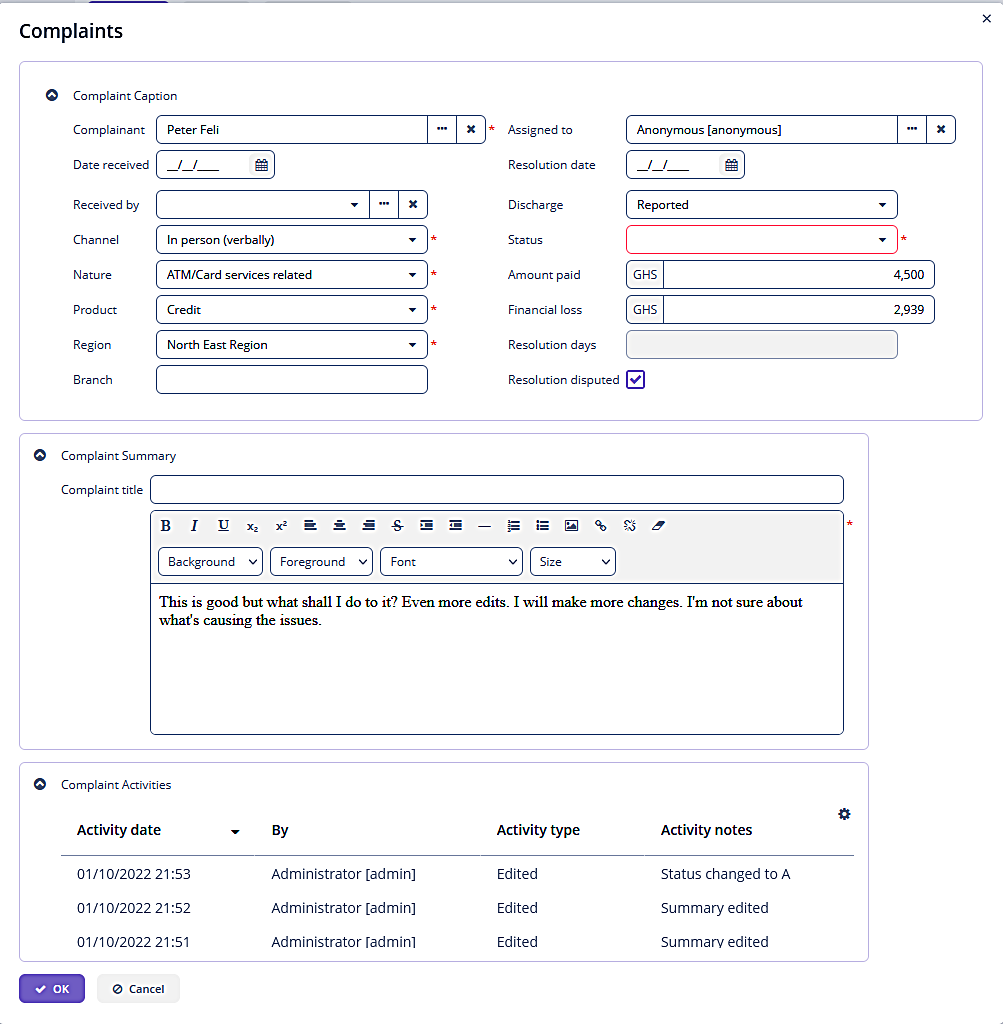 Complaints
Complaint Caption
Complainant Peter Feli * Assigned to Anonymous [anonymous]
Date received __/__/____ Resolution date __/__/____
Received by Discharge Reported
Channel In person (verbally) * Status *
Nature ATM/Card services related * Amount paid GHS 4,500
Product Credit * Financial loss GHS 2,939
Region North East Region * Resolution days
Branch Resolution disputed
Complaint Summary
Complaint title
B I U x₂ x² S *
Background Foreground Font Size
This is good but what shall I do to it? Even more edits. I will make more changes. I'm not sure about
what's causing the issues.
Complaint Activities
Activity date By Activity type Activity notes
01/10/2022 21:53 Administrator [admin] Edited Status changed to A
01/10/2022 21:52 Administrator [admin] Edited Summary edited
01/10/2022 21:51 Administrator [admin] Edited Summary edited
OK Cancel